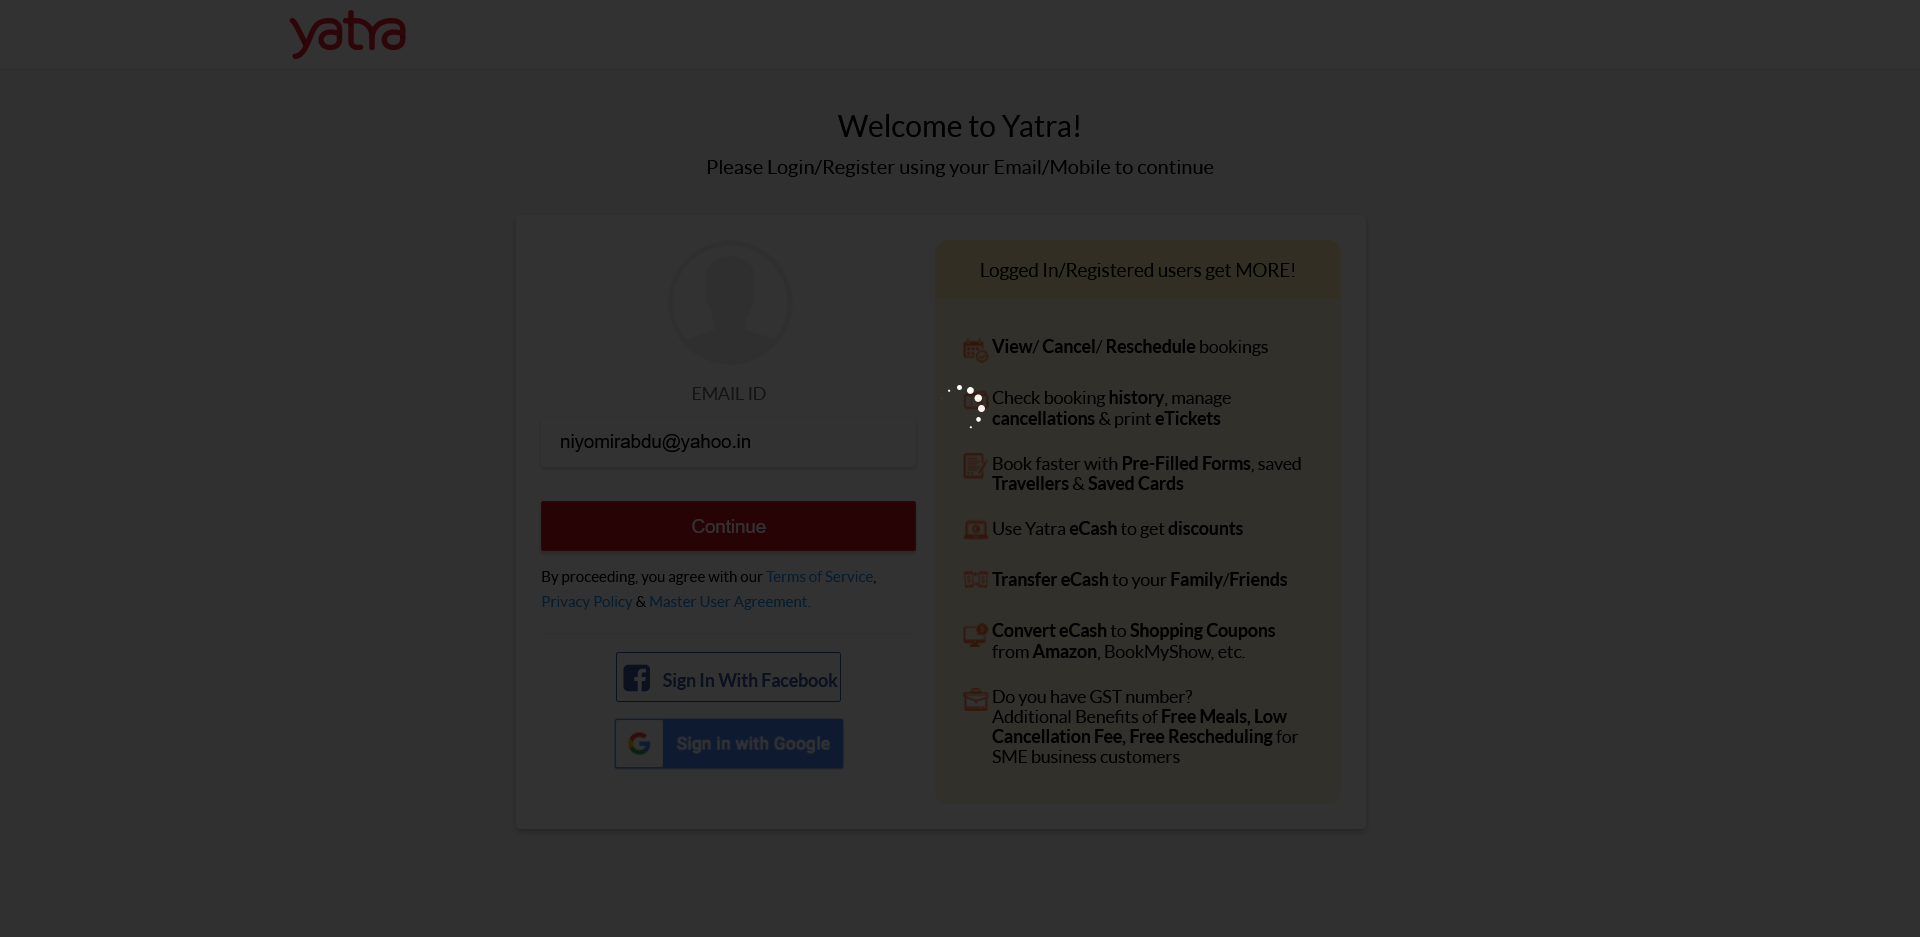 yatra
Welcome to Yatra!
Please Login/Register using your Email/Mobile to continue
EMAIL ID
niyomirabdu@yahoo.in
Continue
By proceeding, you agree with our Terms of Service,
Privacy Policy & Master User Agreement.
Sign In With Facebook
Sign in with Google
Logged In/Registered users get MORE!
View/ Cancel/ Reschedule bookings
Check booking history, manage
cancellations & print eTickets
Book faster with Pre-Filled Forms, saved
Travellers & Saved Cards
Use Yatra eCash to get discounts
Transfer eCash to your Family/Friends
Convert eCash to Shopping Coupons
from Amazon, BookMyShow, etc.
Do you have GST number?
Additional Benefits of Free Meals, Low
Cancellation Fee, Free Rescheduling for
SME business customers